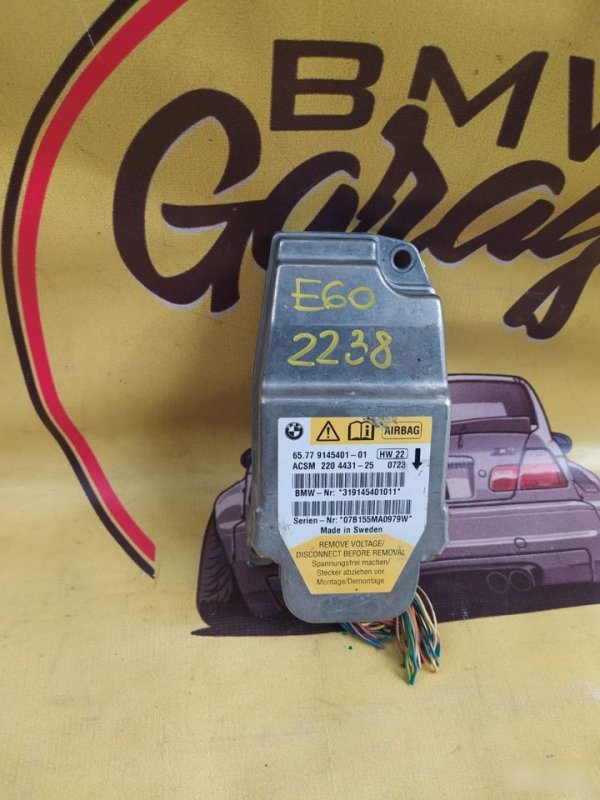 BMW
Garage
E60
2238
BMW
AIRBAG
65.77 9145401-01 HW 22
ACSM 220 4431-25 0723
BMW-Nr: *319145401011*
Serien-Nr: *07B155MA0979W*
Made in Sweden
REMOVE VOLTAGE/
DISCONNECT BEFORE REMOVAL
Spannungsfrei machen/
Stecker abziehen vor
Montage/Demontage